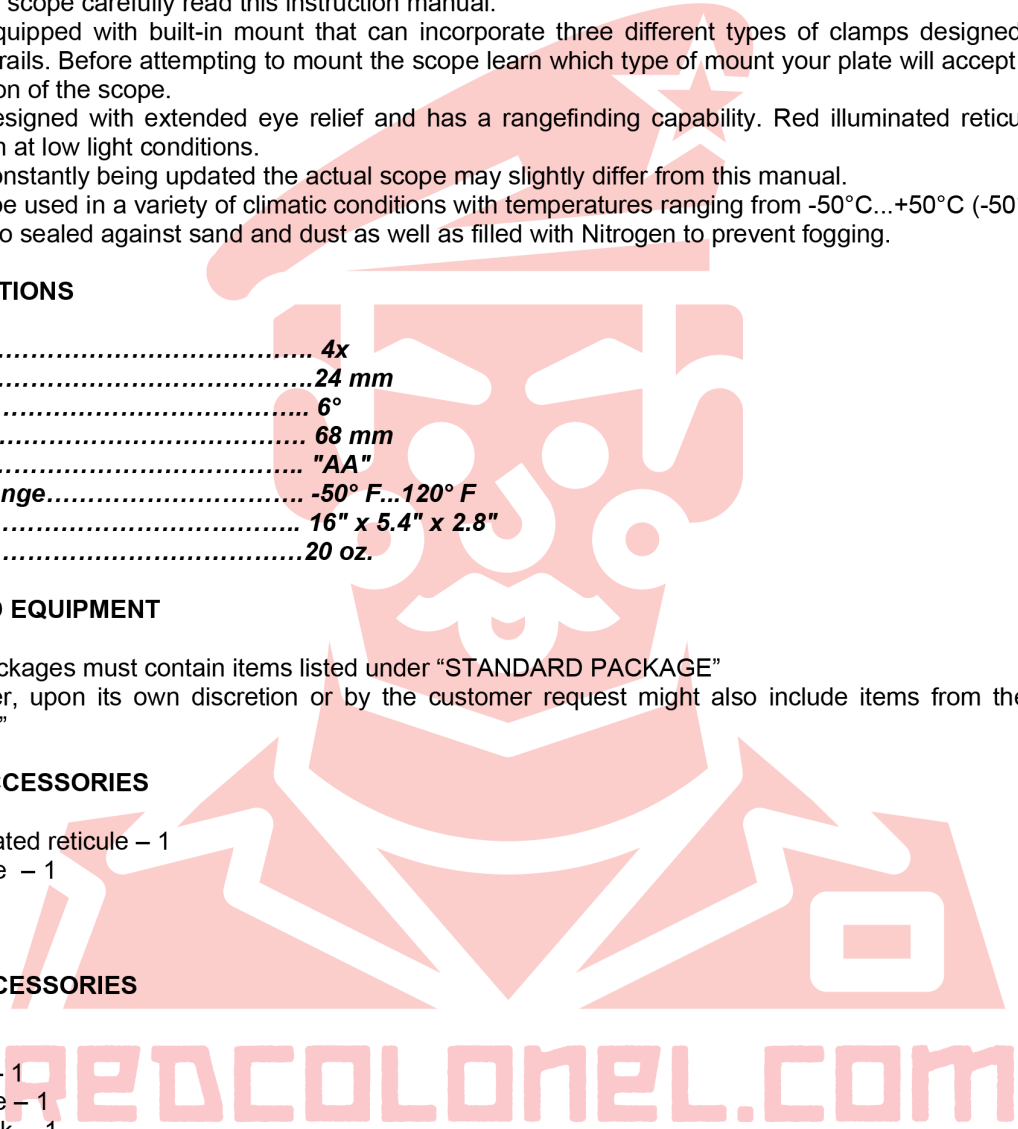 scope carefully read this instruction manual.
quipped with built-in mount that can incorporate three different types of clamps designed
rails. Before attempting to mount the scope learn which type of mount your plate will accept
on of the scope.
esigned with extended eye relief and has a rangefinding capability. Red illuminated reticu
n at low light conditions.
onstantly being updated the actual scope may slightly differ from this manual.
be used in a variety of climatic conditions with temperatures ranging from -50°C...+50°C (-50°
o sealed against sand and dust as well as filled with Nitrogen to prevent fogging.
TIONS
…………………………………. 4x
………………………………….24 mm
………………………………... 6°
…………………………………. 68 mm
………………………………... "AA"
nge…………………………. -50° F...120° F
……………………………….. 16" x 5.4" x 2.8"
…………………………………20 oz.
D EQUIPMENT
ckages must contain items listed under “STANDARD PACKAGE”
er, upon its own discretion or by the customer request might also include items from the
”
CCESSORIES
ated reticule – 1
e – 1
CESSORIES
- 1
e – 1
k – 1
REDCOLONEL.COM